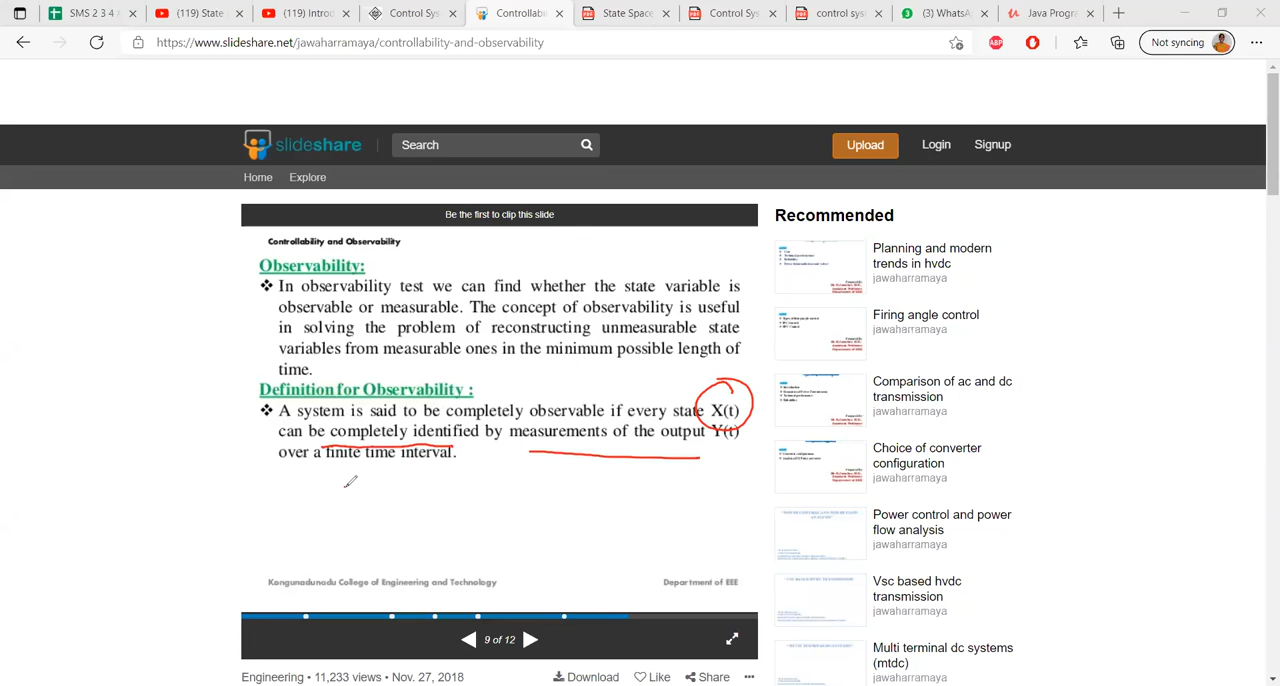 SMS 2 3 4 A
(119) State
(119) Introd
Control Sys
Controllabi
State Space
Control Sys
control sys
(3) WhatsA
Java Progra
https://www.slideshare.net/jawaharramaya/controllability-and-observability
ABP
Not syncing
slideshare
Search
Upload
Login
Signup
Home
Explore
Be the first to clip this slide
Controllability and Observability
Observability:
❖ In observability test we can find whether the state variable is
observable or measurable. The concept of observability is useful
in solving the problem of reconstructing unmeasurable state
variables from measurable ones in the minimum possible length of
time.
Definition for Observability :
❖ A system is said to be completely observable if every state X(t)
can be completely identified by measurements of the output Y(t)
over a finite time interval.
Kongunadunadu College of Engineering and Technology
Department of EEE
9 of 12
Engineering • 11,233 views • Nov. 27, 2018
Download
Like
Share
Recommended
Planning and modern
trends in hvdc
jawaharramaya
Firing angle control
jawaharramaya
Comparison of ac and dc
transmission
jawaharramaya
Choice of converter
configuration
jawaharramaya
Power control and power
flow analysis
jawaharramaya
Vsc based hvdc
transmission
jawaharramaya
Multi terminal dc systems
(mtdc)
jawaharramaya